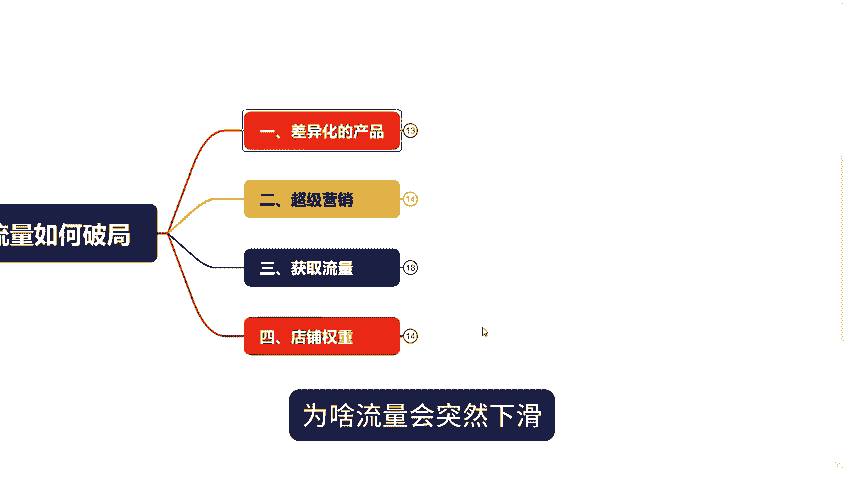 一、差异化的产品
13
二、超级营销
14
流量如何破局
三、获取流量
18
四、店铺权重
14
为啥流量会突然下滑